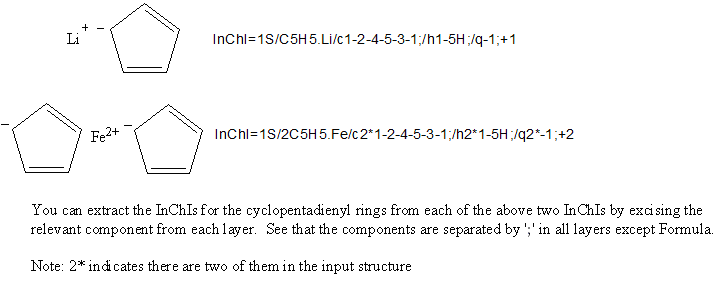 Li + −
InChI=1S/C5H5.Li/c1-2-4-5-3-1;/h1-5H;/q-1;+1
− Fe2+ −
InChI=1S/2C5H5.Fe/c2*1-2-4-5-3-1;/h2*1-5H;/q2*-1;+2
You can extract the InChIs for the cyclopentadienyl rings from each of the above two InChIs by excising the
relevant component from each layer. See that the components are separated by ';' in all layers except Formula.
Note: 2* indicates there are two of them in the input structure